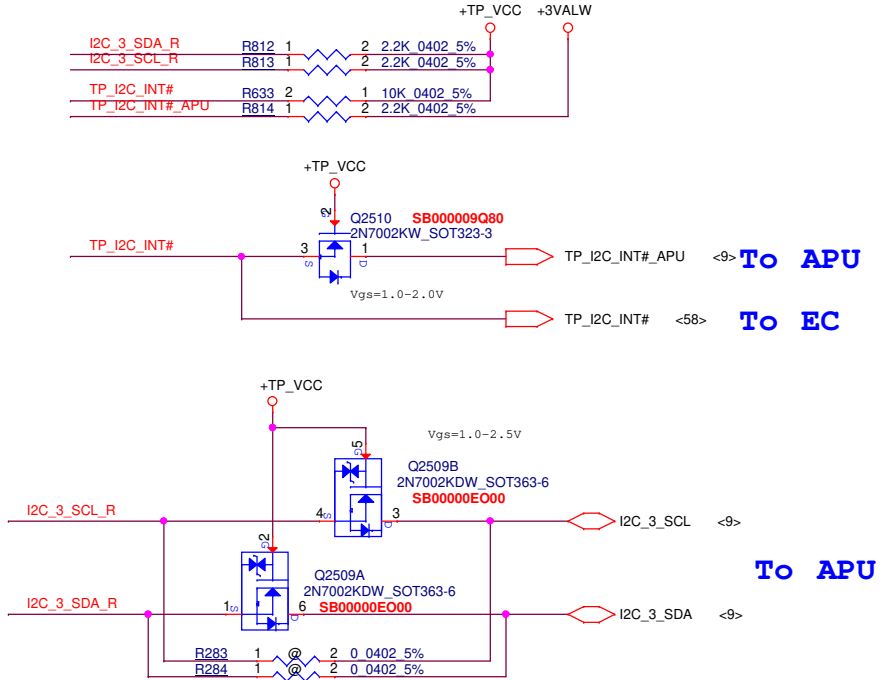 +TP_VCC +3VALW
I2C_3_SDA_R R812 1 2 2.2K_0402_5%
I2C_3_SCL_R R813 1 2 2.2K_0402_5%
TP_I2C_INT# R633 2 1 10K_0402_5%
TP_I2C_INT#_APU R814 1 2 2.2K_0402_5%
+TP_VCC
2 G
Q2510 SB000009Q80
2N7002KW_SOT323-3
TP_I2C_INT# 3 S 1 D TP_I2C_INT#_APU <9> To APU
Vgs=1.0-2.0V
TP_I2C_INT# <58> To EC
+TP_VCC
Vgs=1.0-2.5V
5 G
Q2509B
2N7002KDW_SOT363-6
SB00000EO00
I2C_3_SCL_R 4 S 3 D I2C_3_SCL <9>
2 G
To APU
Q2509A
2N7002KDW_SOT363-6
I2C_3_SDA_R 1 S 6 D SB00000EO00 I2C_3_SDA <9>
R283 1 @ 2 0_0402_5%
R284 1 @ 2 0_0402_5%